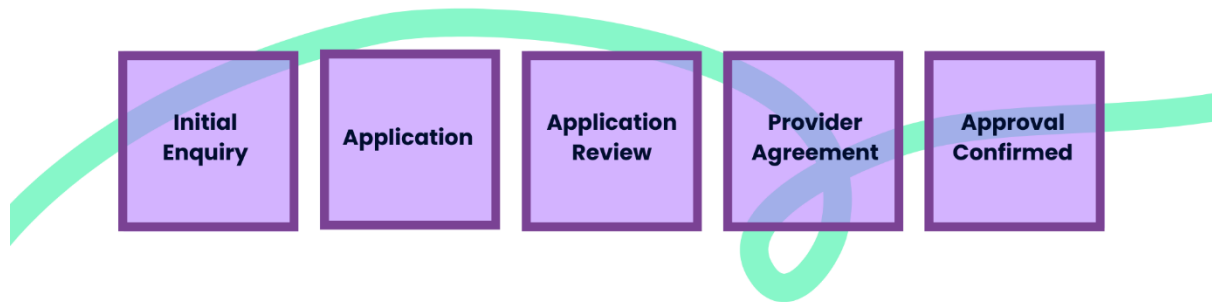 Initial
Enquiry
Application
Application
Review
Provider
Agreement
Approval
Confirmed